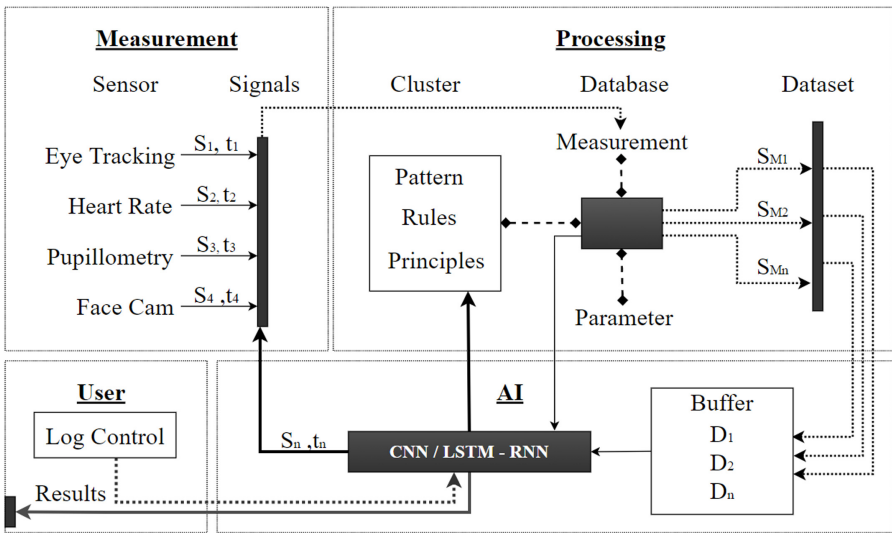 Measurement
Sensor Signals
Eye Tracking S1, t1
Heart Rate S2, t2
Pupillometry S3, t3
Face Cam S4 ,t4
Processing
Cluster Database Dataset
Measurement
Pattern
Rules
Principles
Parameter
SM1
SM2
SMn
User
Log Control
Results
AI
Sn ,tn
CNN / LSTM - RNN
Buffer
D1
D2
Dn